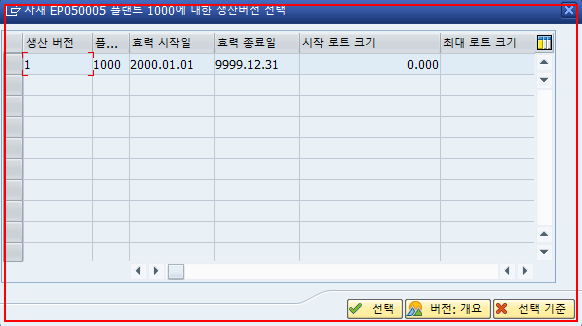 자재 EP050005 플랜트 1000에 대한 생산버전 선택
생산 버전 플... 효력 시작일 효력 종료일 시작 로트 크기 최대 로트 크기
1 1000 2000.01.01 9999.12.31 0.000
선택 버전: 개요 선택 기준